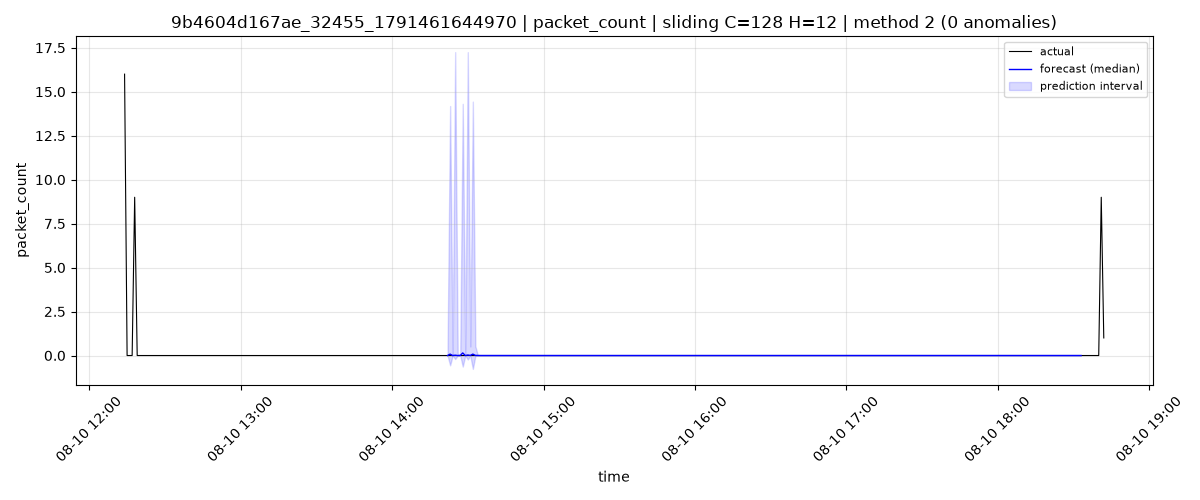 9b4604d167ae_32455_1791461644970 | packet_count | sliding C=128 H=12 | method 2 (0 anomalies)
actual
forecast (median)
prediction interval
packet_count
17.5
15.0
12.5
10.0
7.5
5.0
2.5
0.0
08-10 12:00
08-10 13:00
08-10 14:00
08-10 15:00
08-10 16:00
08-10 17:00
08-10 18:00
08-10 19:00
time